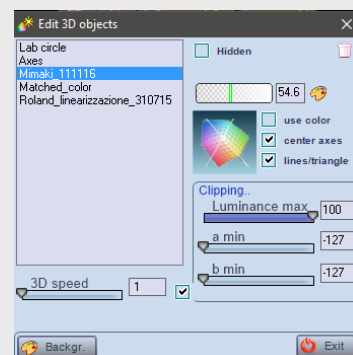 Edit 3D objects
Lab circle
Axes
Mimaki_111116
Matched_color
Roland_linearizzazione_310715
Hidden
54.6
use color
center axes
lines/triangle
Clipping..
Luminance max
100
a min
-127
b min
-127
3D speed
1
Backgr.
Exit